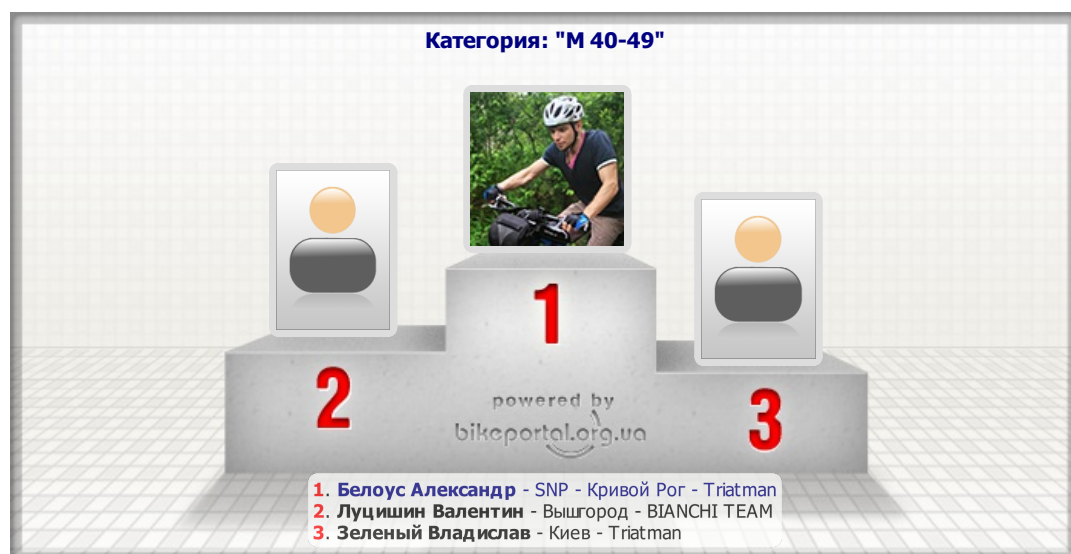 Категория: "М 40-49"
1
2
3
powered by
bikeportal.org.ua
1. Белоус Александр - SNP - Кривой Рог - Triatman
2. Луцишин Валентин - Вышгород - BIANCHI TEAM
3. Зеленый Владислав - Киев - Triatman